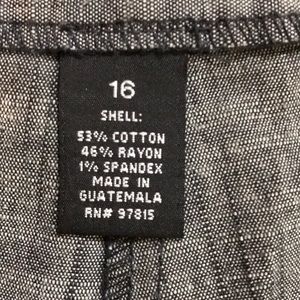 16
SHELL:
53% COTTON
46% RAYON
1% SPANDEX
MADE IN
GUATEMALA
RN# 97815